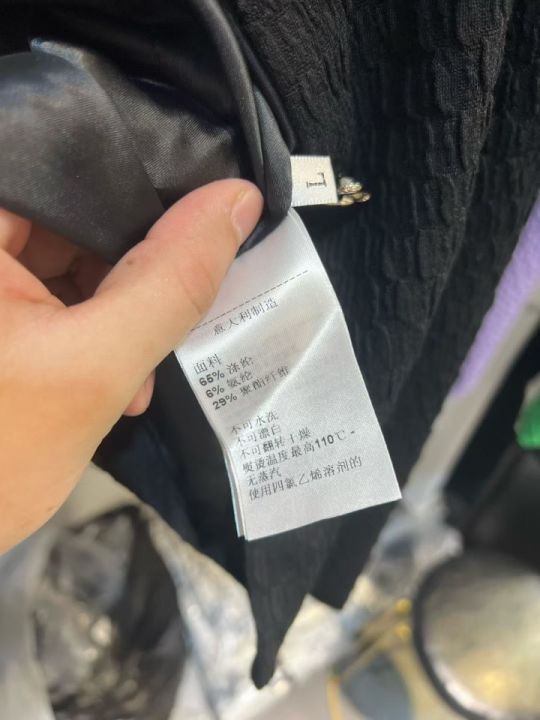 L
意大利制造
面料
65% 涤纶
6% 氨纶
29% 聚酯纤维
不可水洗
不可漂白
不可翻转干燥
熨烫温度最高110℃ -
无蒸汽
使用四氯乙烯溶剂的